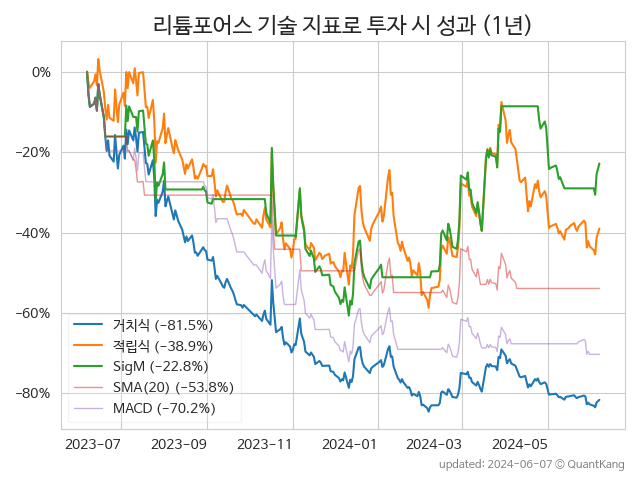 리튬포어스 기술 지표로 투자 시 성과 (1년)
0%
−20%
−40%
−60%
−80%
거치식 (−81.5%)
적립식 (−38.9%)
SigM (−22.8%)
SMA(20) (−53.8%)
MACD (−70.2%)
2023−07 2023−09 2023−11 2024−01 2024−03 2024−05
updated: 2024−06−07 © QuantKang